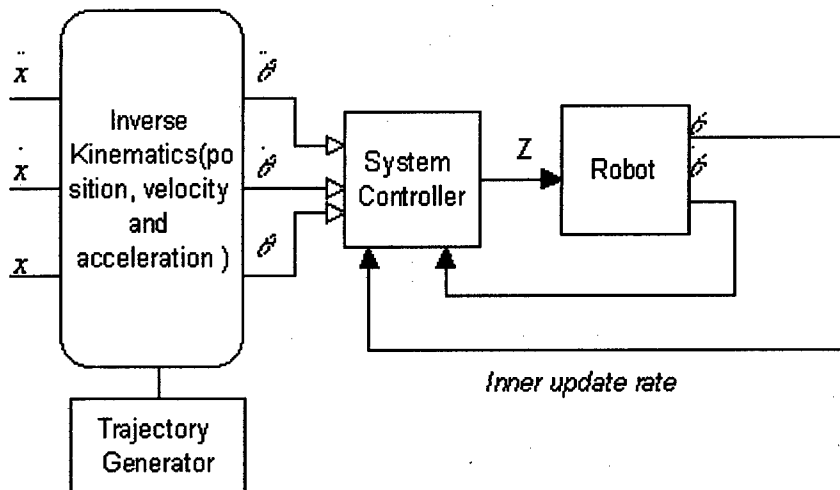 ẍ
ẋ
x
Inverse
Kinematics(po
sition, velocity
and
acceleration )
θ̈
θ̇
θ
System
Controller
Z
Robot
θ
θ̇
Inner update rate
Trajectory
Generator